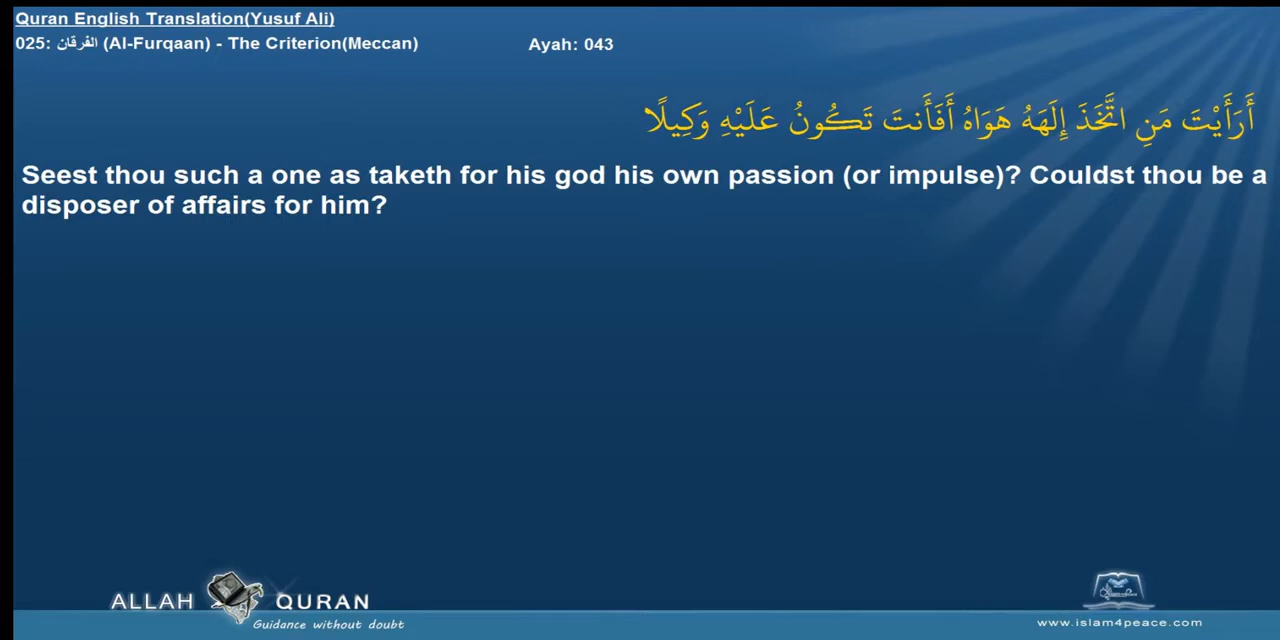 Quran English Translation(Yusuf Ali)
025: الفرقان (Al-Furqaan) - The Criterion(Meccan) Ayah: 043
أَرَأَيْتَ مَنِ اتَّخَذَ إِلَهَهُ هَوَاهُ أَفَأَنتَ تَكُونُ عَلَيْهِ وَكِيلًا
Seest thou such a one as taketh for his god his own passion (or impulse)? Couldst thou be a
disposer of affairs for him?
ALLAH QURAN
Guidance without doubt
www.islam4peace.com